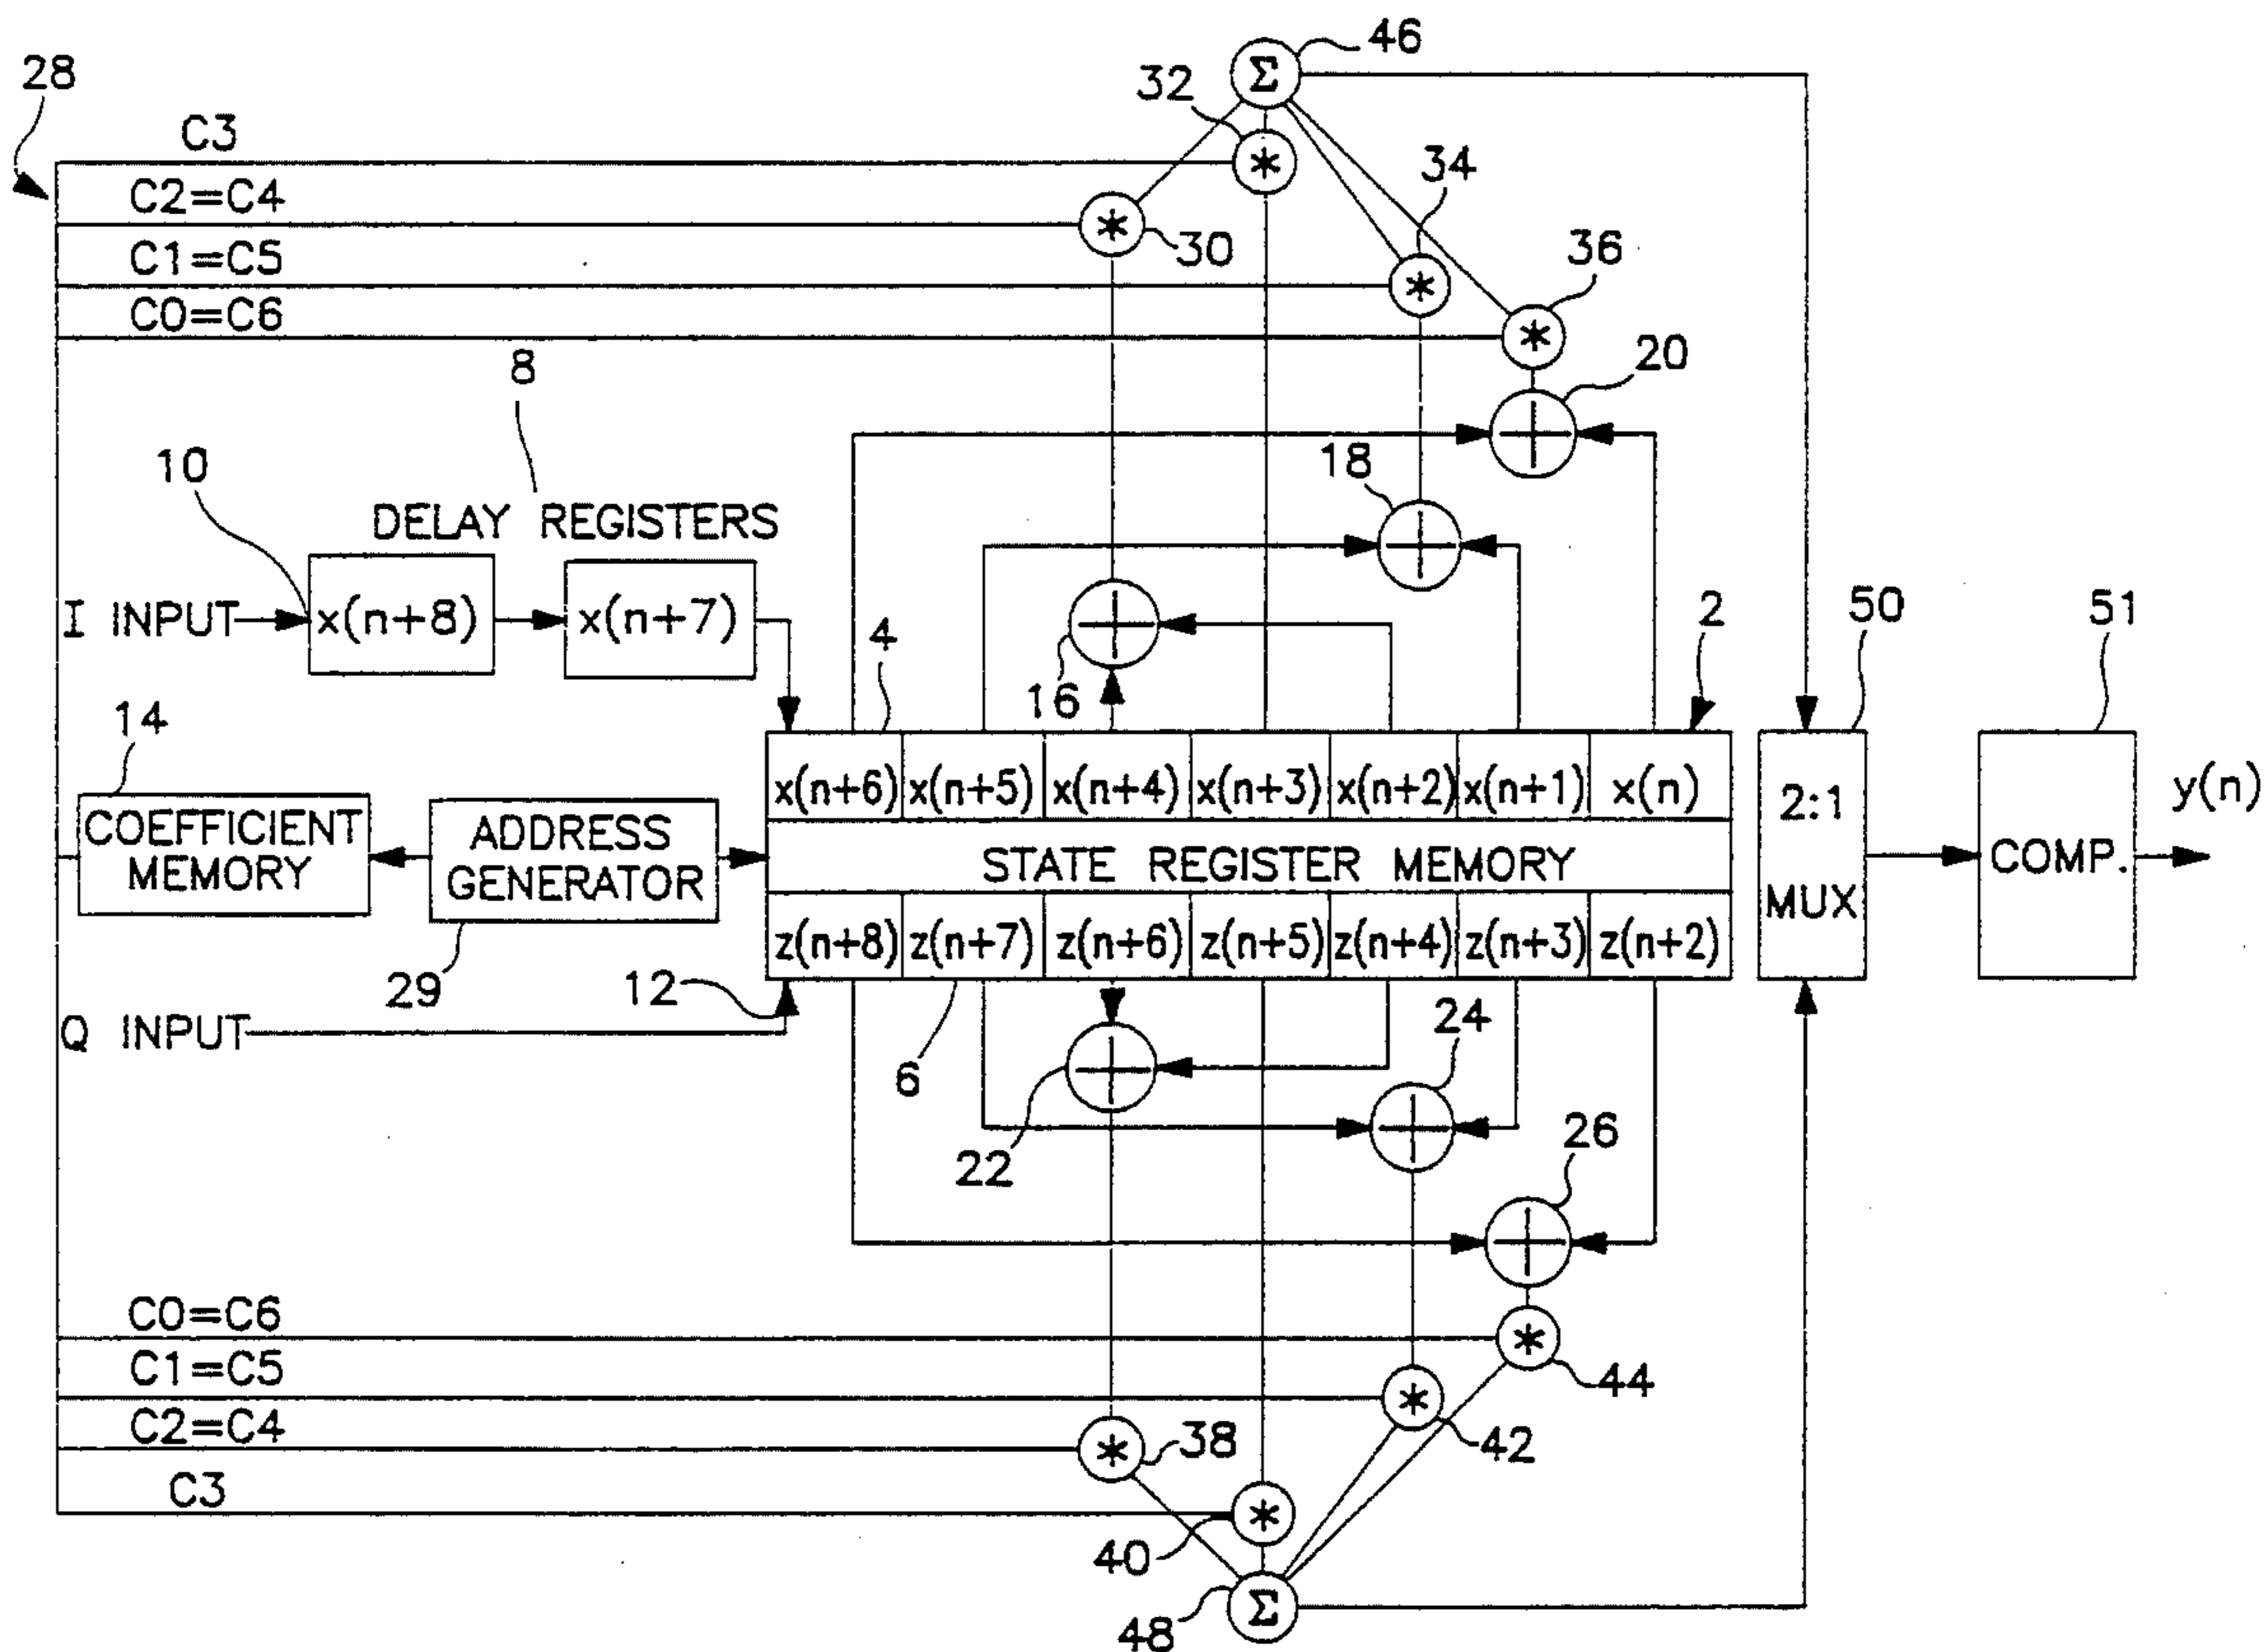 46
Σ
28
32
C3
*
34
C2=C4
*
30
36
C1=C5
*
C0=C6
*
8
20
10
18
DELAY REGISTERS
I INPUT
x(n+8)
x(n+7)
16
4
2
50
51
14
x(n+6)
x(n+5)
x(n+4)
x(n+3)
x(n+2)
x(n+1)
x(n)
2:1
MUX
COMP.
y(n)
COEFFICIENT
MEMORY
ADDRESS
GENERATOR
STATE REGISTER MEMORY
z(n+8)
z(n+7)
z(n+6)
z(n+5)
z(n+4)
z(n+3)
z(n+2)
29
12
Q INPUT
6
24
22
26
C0=C6
*
44
C1=C5
*
42
C2=C4
*
38
C3
*
40
Σ
48